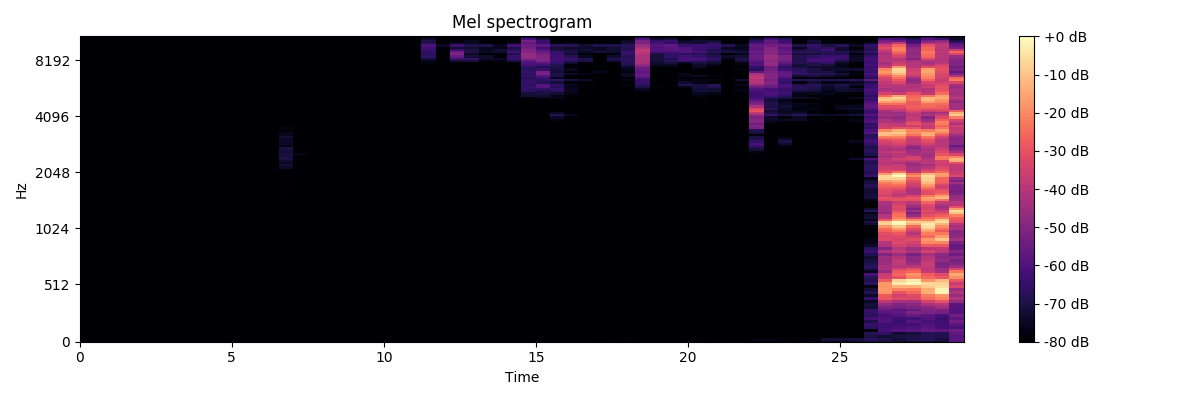 Mel spectrogram
Hz
8192
4096
2048
1024
512
0
0 5 10 15 20 25
Time
+0 dB
-10 dB
-20 dB
-30 dB
-40 dB
-50 dB
-60 dB
-70 dB
-80 dB